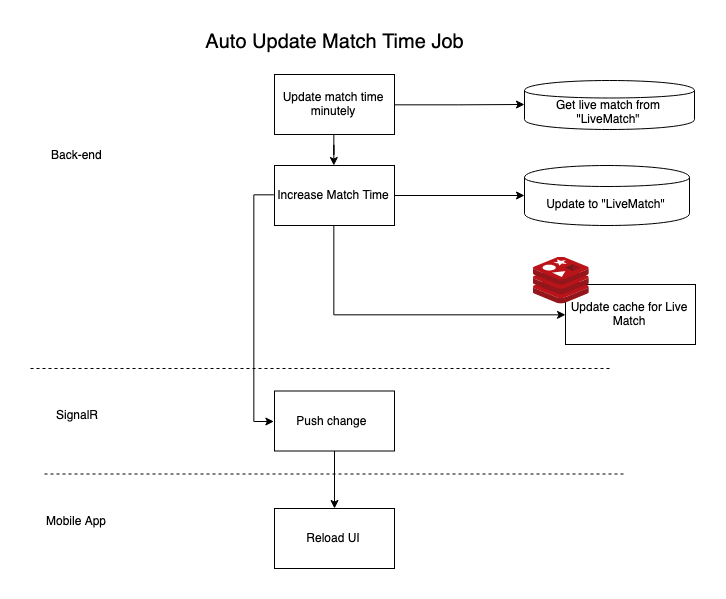 Auto Update Match Time Job
Update match time
minutely
Get live match from
"LiveMatch"
Back-end
Increase Match Time
Update to "LiveMatch"
Update cache for Live
Match
SignalR
Push change
Mobile App
Reload UI